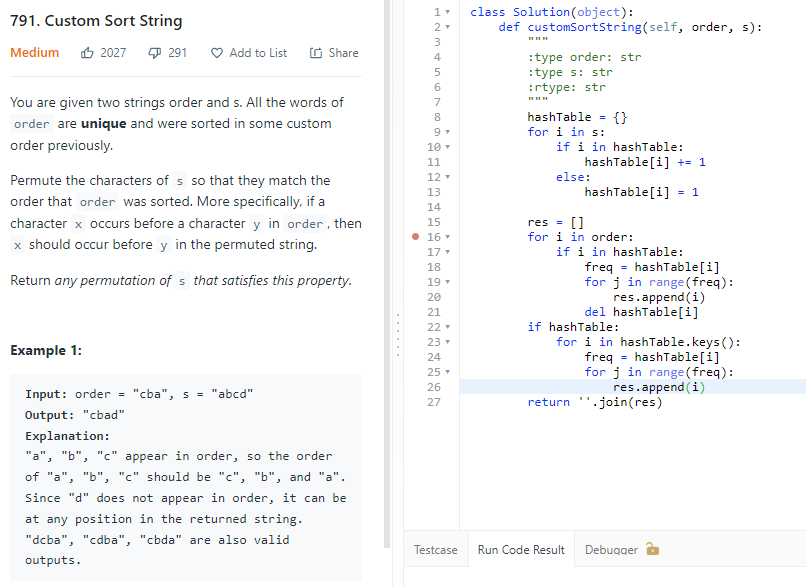 791. Custom Sort String
Medium 2027 291 Add to List Share
You are given two strings order and s. All the words of
order are unique and were sorted in some custom
order previously.
Permute the characters of s so that they match the
order that order was sorted. More specifically, if a
character x occurs before a character y in order, then
x should occur before y in the permuted string.
Return any permutation of s that satisfies this property.
Example 1:
Input: order = "cba", s = "abcd"
Output: "cbad"
Explanation:
"a", "b", "c" appear in order, so the order
of "a", "b", "c" should be "c", "b", and "a".
Since "d" does not appear in order, it can be
at any position in the returned string.
"dcba", "cdba", "cbda" are also valid
outputs.
1 class Solution(object):
2     def customSortString(self, order, s):
3         """
4         :type order: str
5         :type s: str
6         :rtype: str
7         """
8         hashTable = {}
9         for i in s:
10             if i in hashTable:
11                 hashTable[i] += 1
12             else:
13                 hashTable[i] = 1
14
15         res = []
16         for i in order:
17             if i in hashTable:
18                 freq = hashTable[i]
19                 for j in range(freq):
20                     res.append(i)
21                 del hashTable[i]
22         if hashTable:
23             for i in hashTable.keys():
24                 freq = hashTable[i]
25                 for j in range(freq):
26                     res.append(i)
27         return ''.join(res)
Testcase Run Code Result Debugger